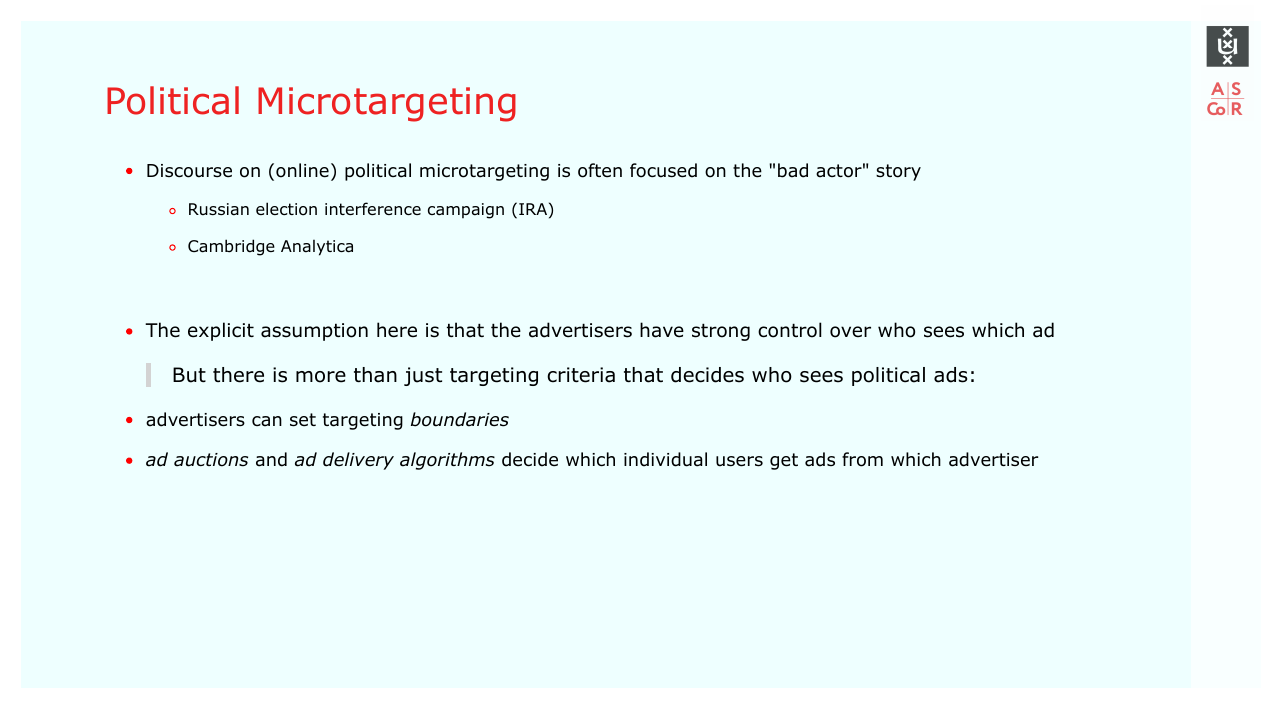 Political Microtargeting
Discourse on (online) political microtargeting is often focused on the "bad actor" story
Russian election interference campaign (IRA)
Cambridge Analytica
The explicit assumption here is that the advertisers have strong control over who sees which ad
But there is more than just targeting criteria that decides who sees political ads:
advertisers can set targeting boundaries
ad auctions and ad delivery algorithms decide which individual users get ads from which advertiser
A S
Co R